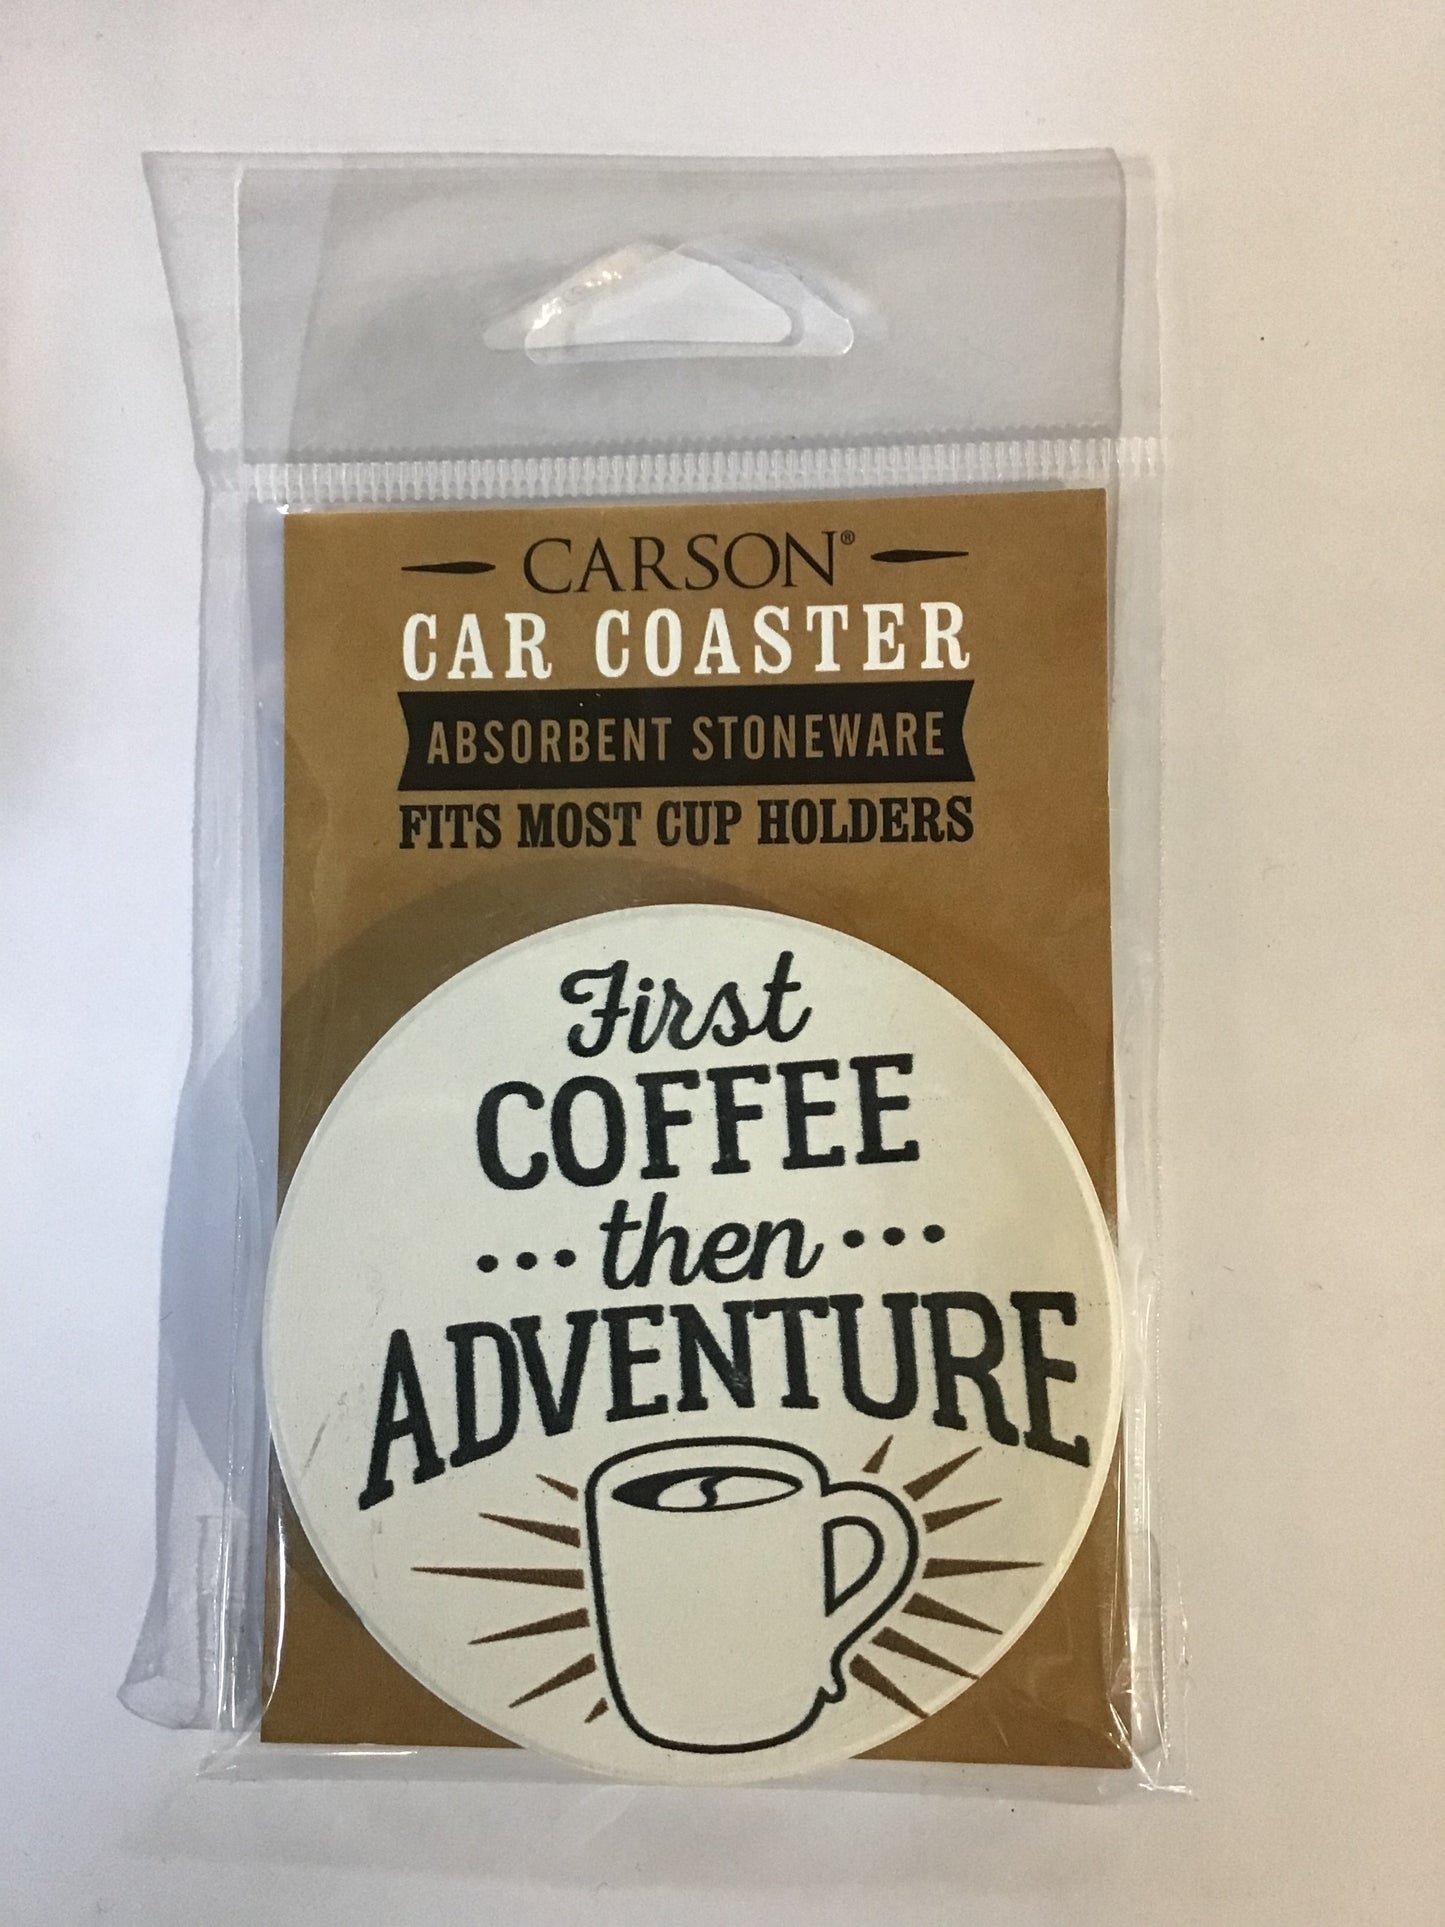 CARSON®
CAR COASTER
ABSORBENT STONEWARE
FITS MOST CUP HOLDERS
First
COFFEE
...then...
ADVENTURE